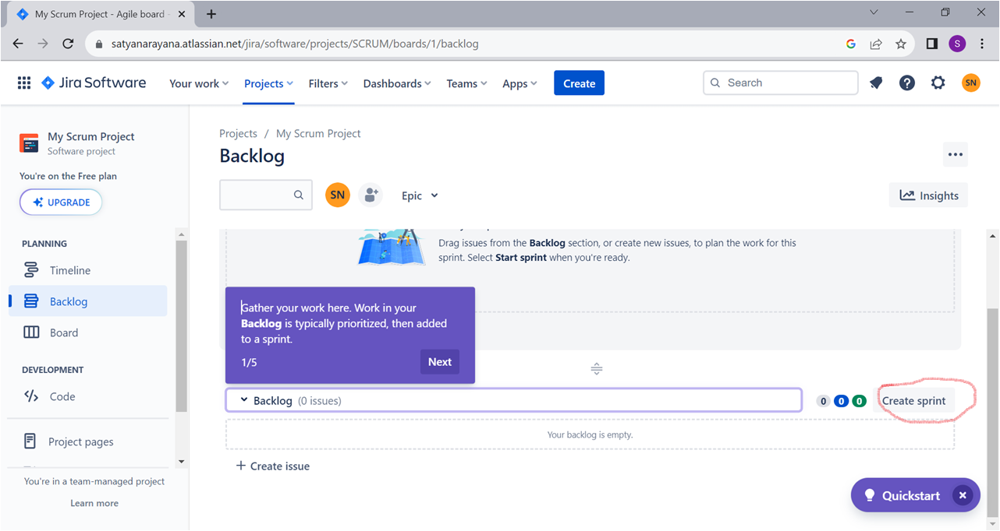 My Scrum Project - Agile board -
satyanarayana.atlassian.net/jira/software/projects/SCRUM/boards/1/backlog
S
Jira Software Your work Projects Filters Dashboards Teams Apps Create Search SN
My Scrum Project
Software project
You're on the Free plan
UPGRADE
PLANNING
Timeline
Backlog
Board
DEVELOPMENT
Code
Project pages
You're in a team-managed project
Learn more
Projects / My Scrum Project
Backlog
SN Epic Insights
Drag issues from the Backlog section, or create new issues, to plan the work for this
sprint. Select Start sprint when you're ready.
Gather your work here. Work in your
Backlog is typically prioritized, then added
to a sprint.
1/5 Next
Backlog (0 issues) 0 0 0 Create sprint
Your backlog is empty.
+ Create issue
Quickstart